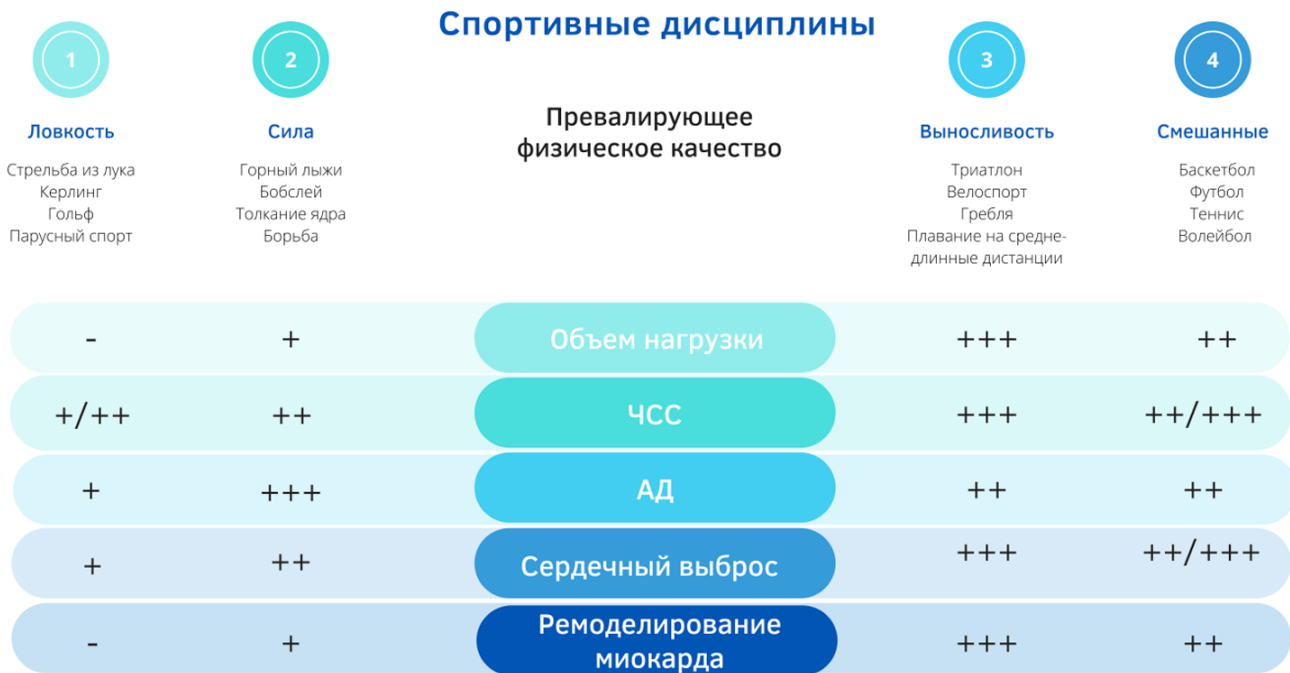 Спортивные дисциплины
1
2
3
4
Ловкость
Сила
Превалирующее
физическое качество
Выносливость
Смешанные
Стрельба из лука
Керлинг
Гольф
Парусный спорт
Горный лыжи
Бобслей
Толкание ядра
Борьба
Триатлон
Велоспорт
Гребля
Плавание на средне-
длинные дистанции
Баскетбол
Футбол
Теннис
Волейбол
- + Объем нагрузки +++ ++
+/++ ++ ЧСС +++ ++/+++
+ +++ АД ++ ++
+ ++ Сердечный выброс +++ ++/+++
- + Ремоделирование
миокарда +++ ++